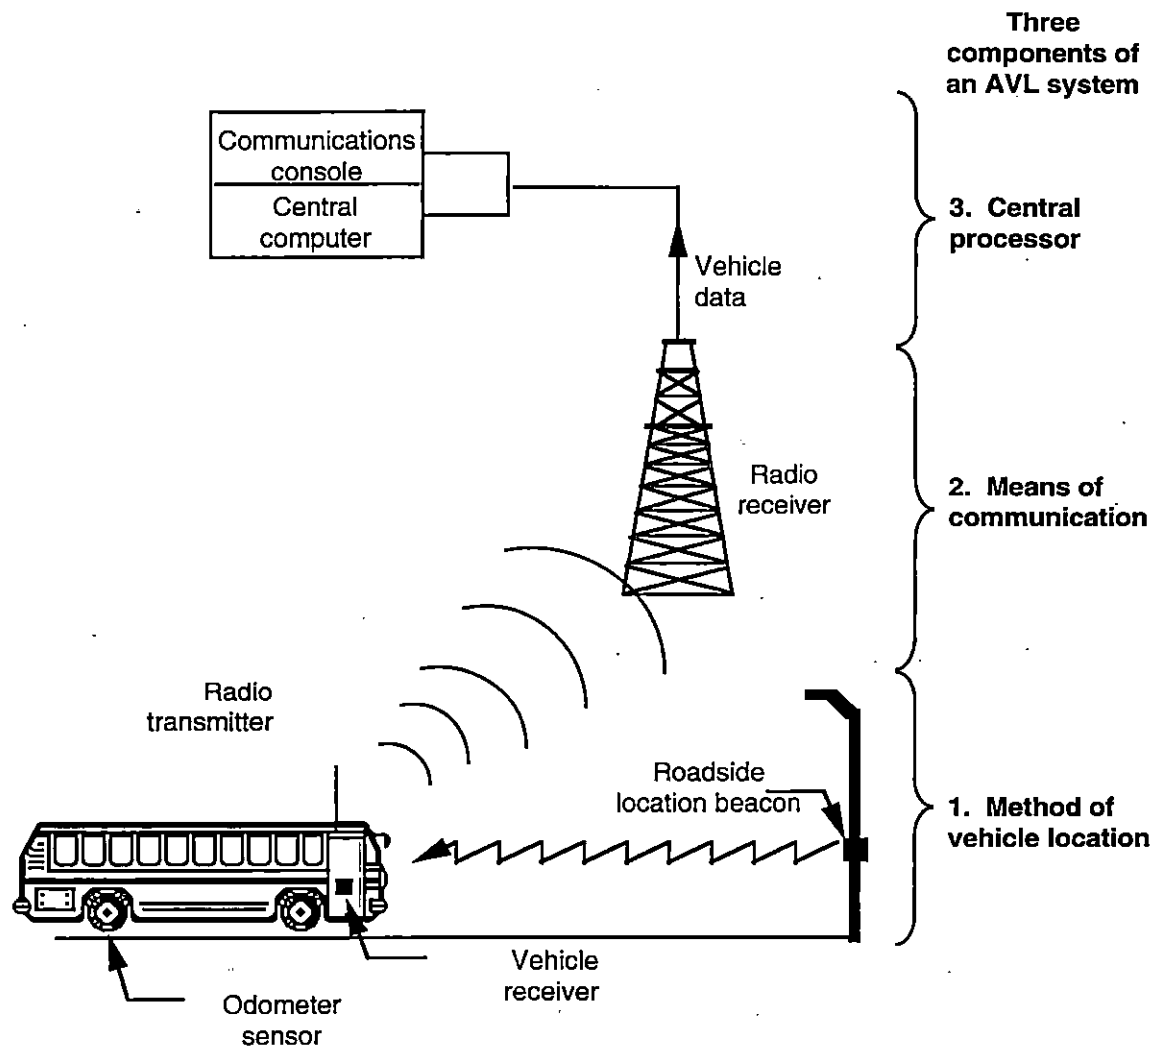 Three
components of
an AVL system
Communications
console
Central
computer
3. Central
processor
Vehicle
data
Radio
receiver
2. Means of
communication
Radio
transmitter
Roadside
location beacon
1. Method of
vehicle location
Vehicle
receiver
Odometer
sensor